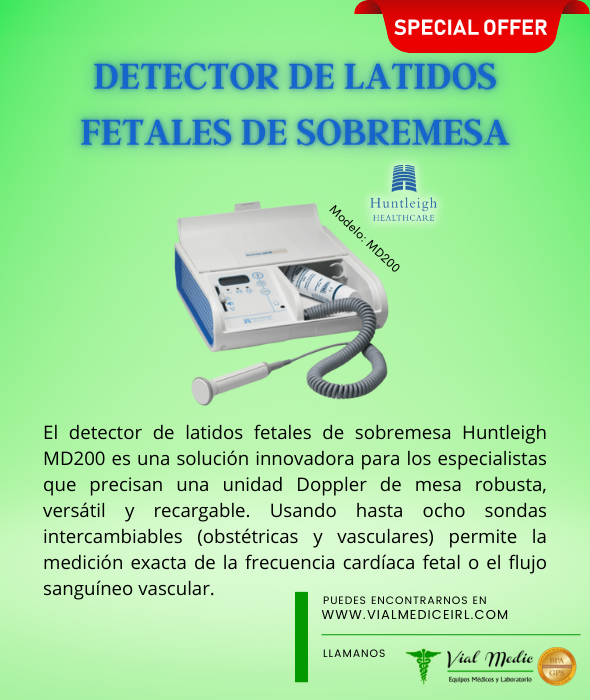 SPECIAL OFFER
DETECTOR DE LATIDOS
FETALES DE SOBREMESA
Huntleigh
HEALTHCARE
Modelo: MD200
El detector de latidos fetales de sobremesa Huntleigh
MD200 es una solución innovadora para los especialistas
que precisan una unidad Doppler de mesa robusta,
versátil y recargable. Usando hasta ocho sondas
intercambiables (obstétricas y vasculares) permite la
medición exacta de la frecuencia cardíaca fetal o el flujo
sanguíneo vascular.
PUEDES ENCONTRARNOS EN
WWW.VIALMEDICEIRL.COM
LLAMANOS
Vial Medic
Equipos Médicos y Laboratorio
BPA
GPS